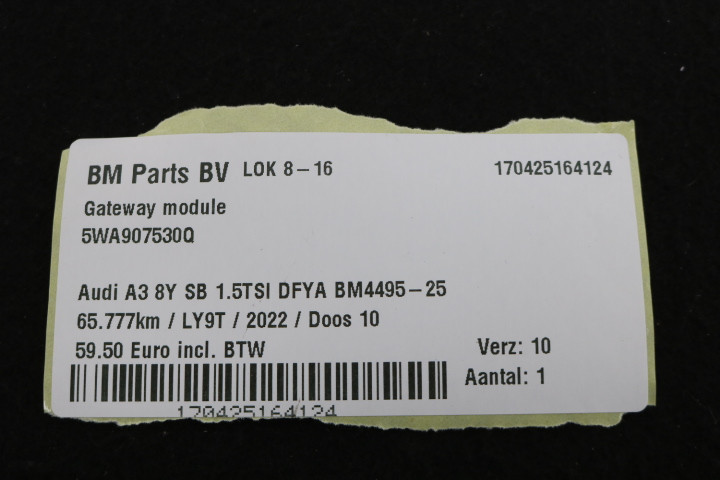 BM Parts BV LOK 8-16 170425164124
Gateway module
5WA907530Q
Audi A3 8Y SB 1.5TSI DFYA BM4495-25
65.777km / LY9T / 2022 / Doos 10
59.50 Euro incl. BTW Verz: 10
Aantal: 1
170425164124